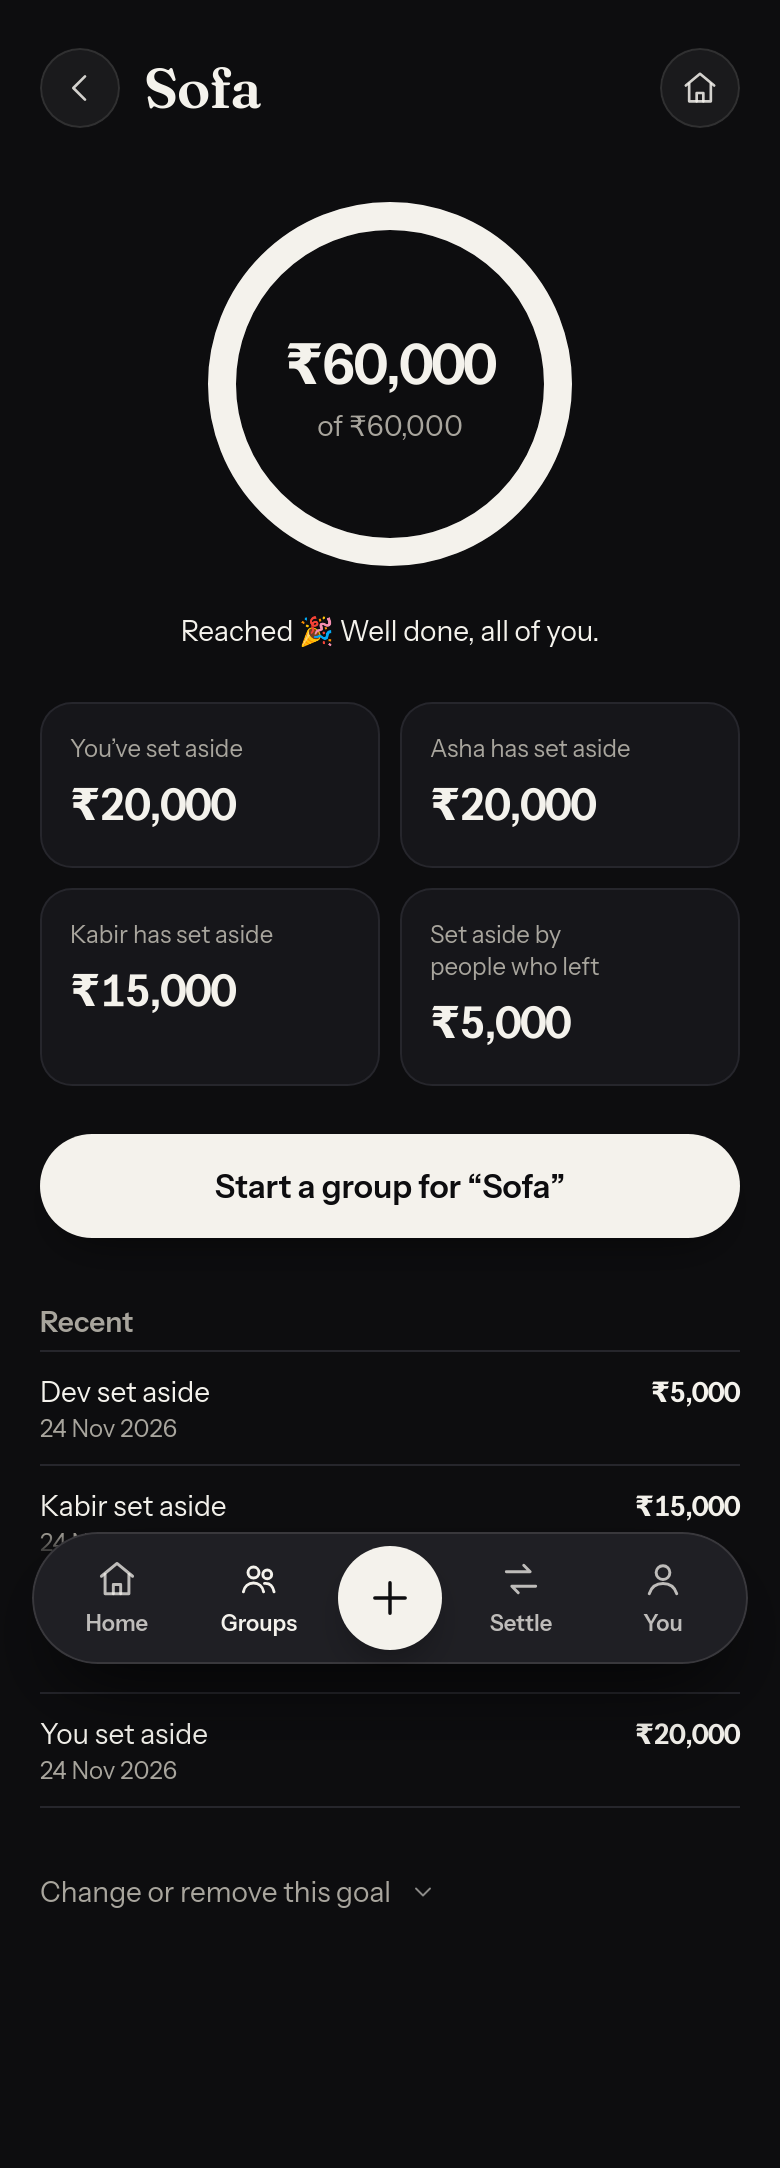 Sofa
₹60,000
of ₹60,000
Reached 🎉 Well done, all of you.
You’ve set aside
₹20,000
Asha has set aside
₹20,000
Kabir has set aside
₹15,000
Set aside by
people who left
₹5,000
Start a group for “Sofa”
Recent
Dev set aside
₹5,000
24 Nov 2026
Kabir set aside
₹15,000
24
Home
Groups
Settle
You
You set aside
₹20,000
24 Nov 2026
Change or remove this goal